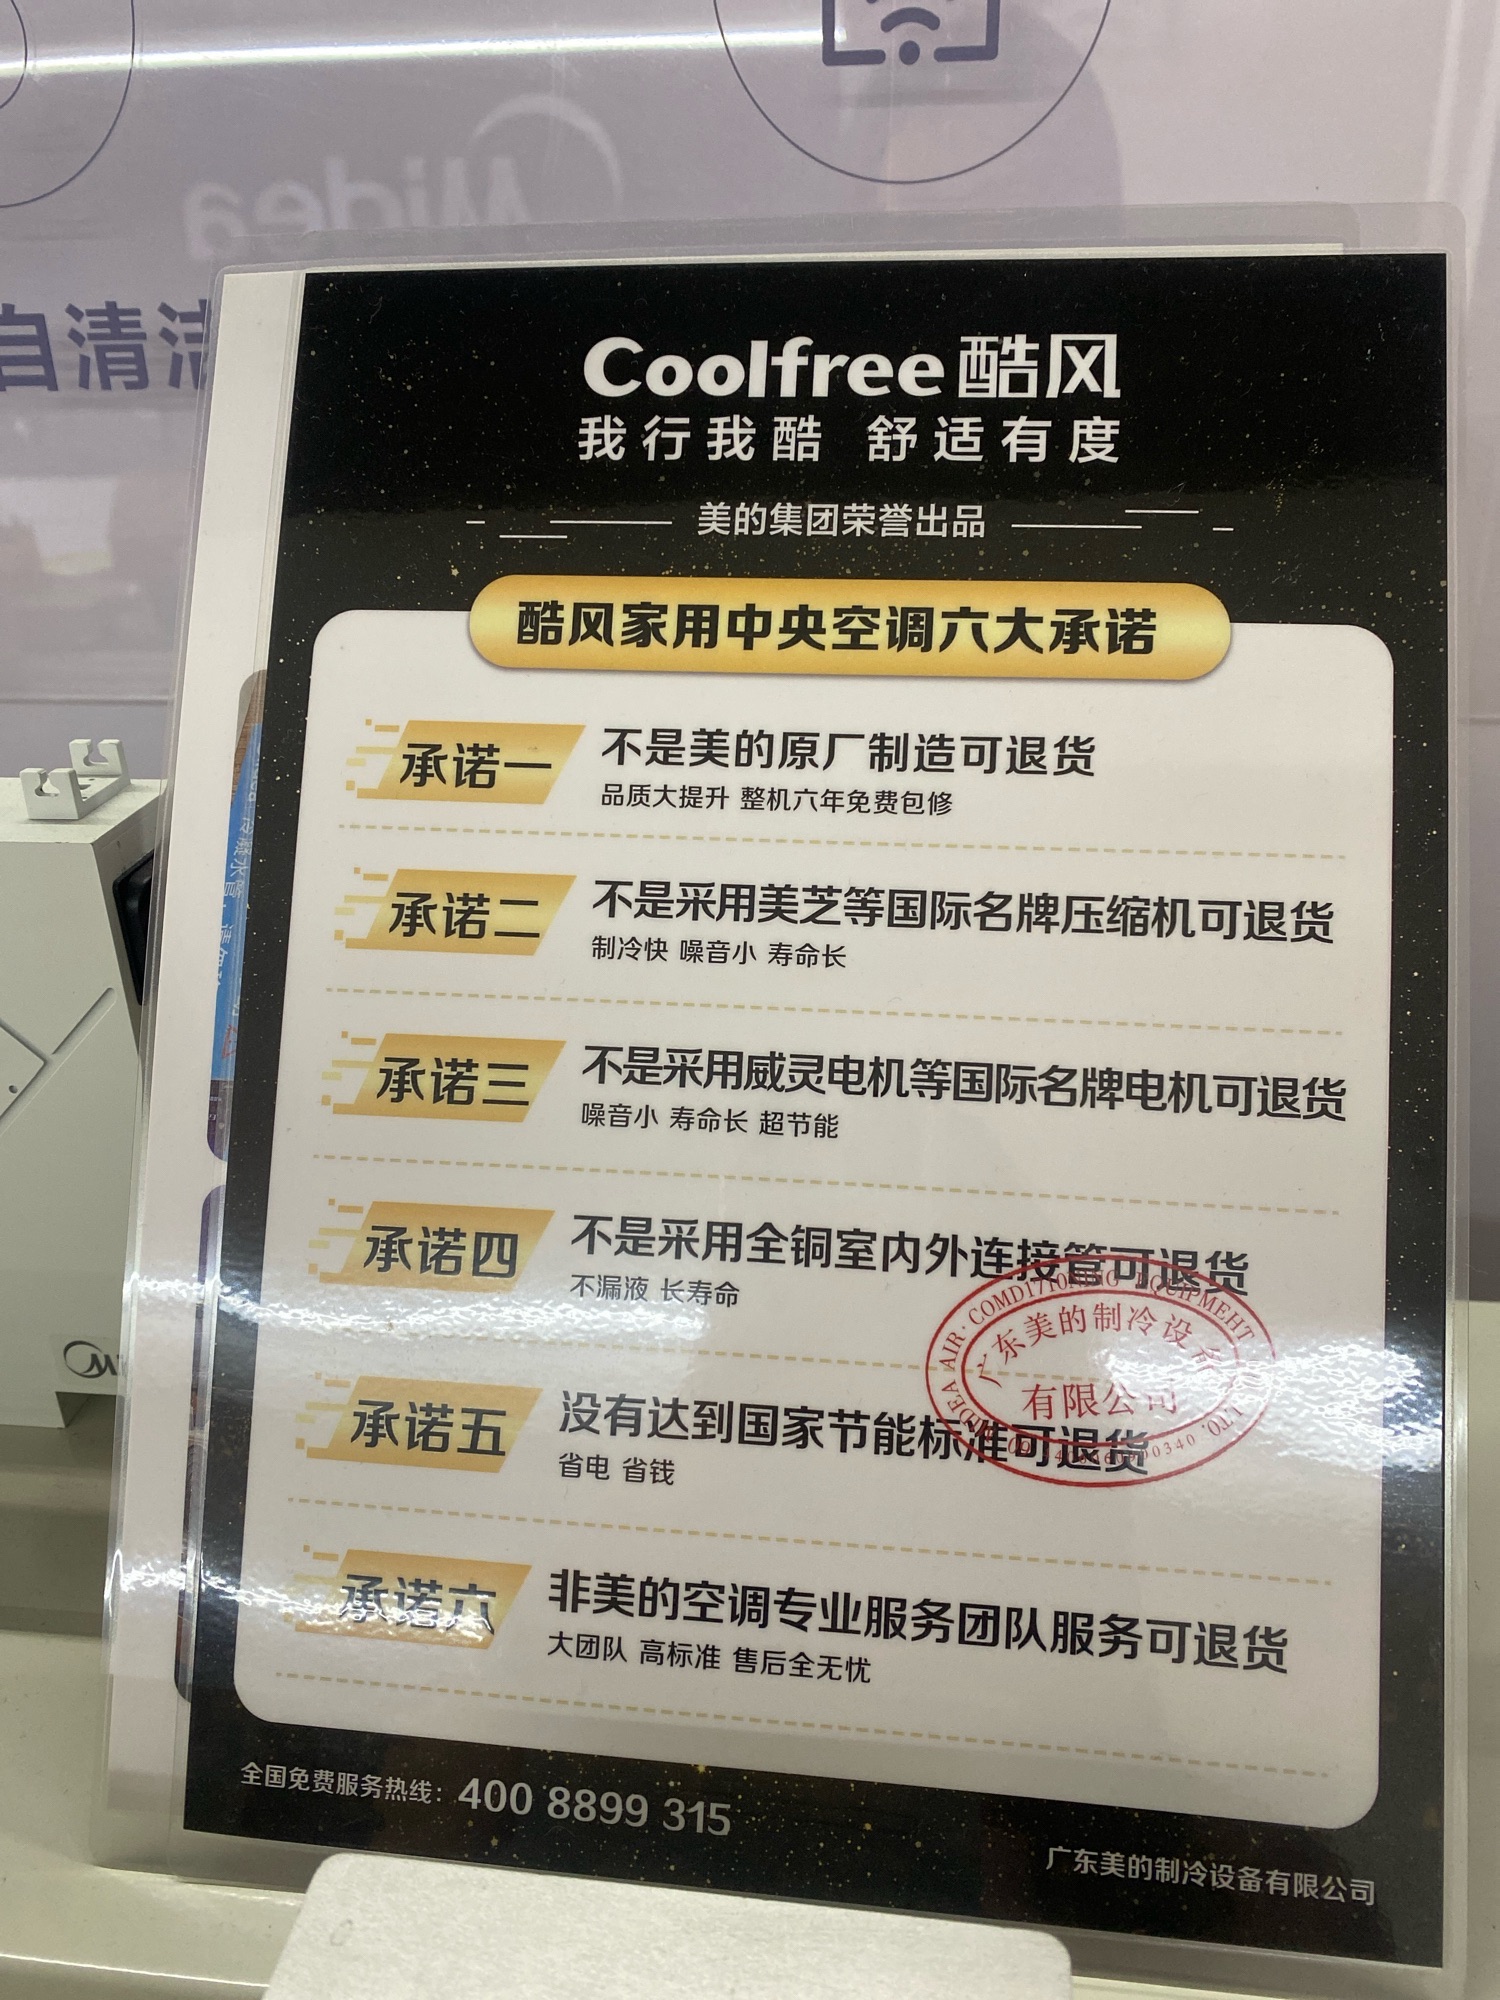 Midea
自清洁
Coolfree 酷风
我行我酷 舒适有度
美的集团荣誉出品
酷风家用中央空调六大承诺
承诺一
不是美的原厂制造可退货
品质大提升 整机六年免费包修
承诺二
不是采用美芝等国际名牌压缩机可退货
制冷快 噪音小 寿命长
承诺三
不是采用威灵电机等国际名牌电机可退货
噪音小 寿命长 超节能
承诺四
不是采用全铜室内外连接管可退货
不漏液 长寿命
广东美的制冷设备
有限公司
承诺五
没有达到国家节能标准可退货
省电 省钱
承诺六
非美的空调专业服务团队服务可退货
大团队 高标准 售后全无忧
全国免费服务热线：400 8899 315
广东美的制冷设备有限公司